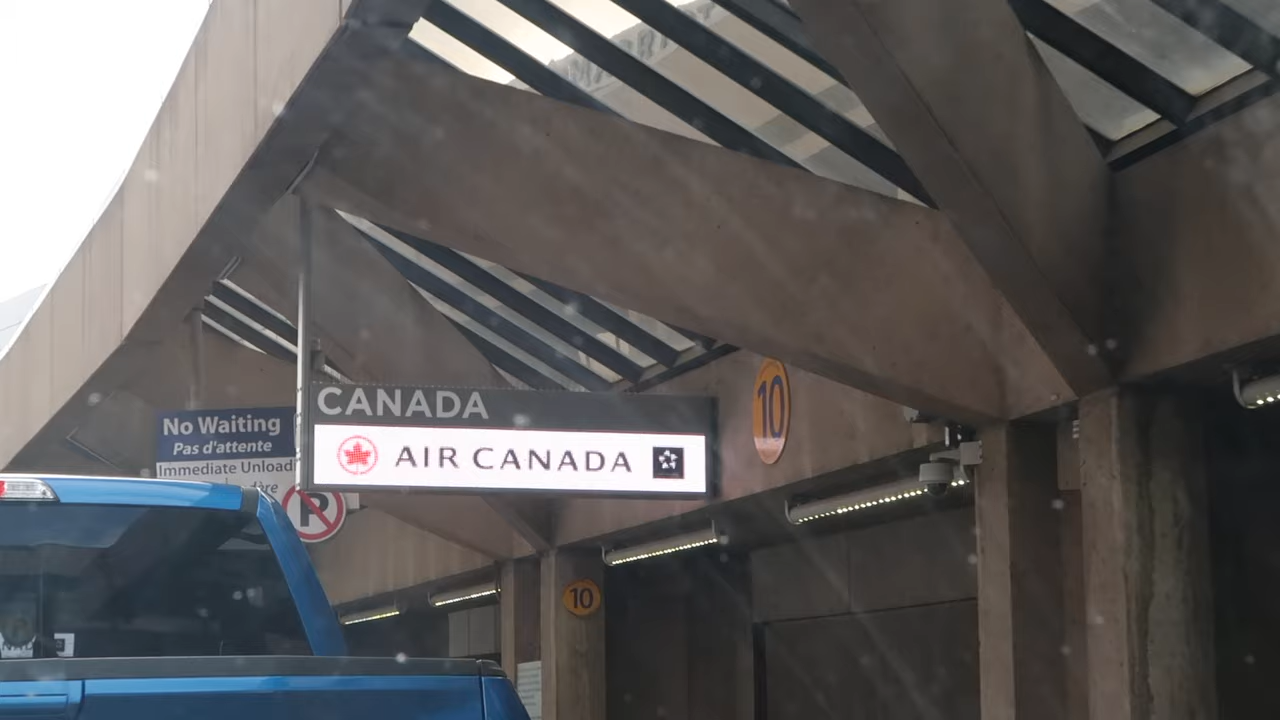 CANADA
AIR CANADA
10
No Waiting
Pas d'attente
Immediate Unload
P
10